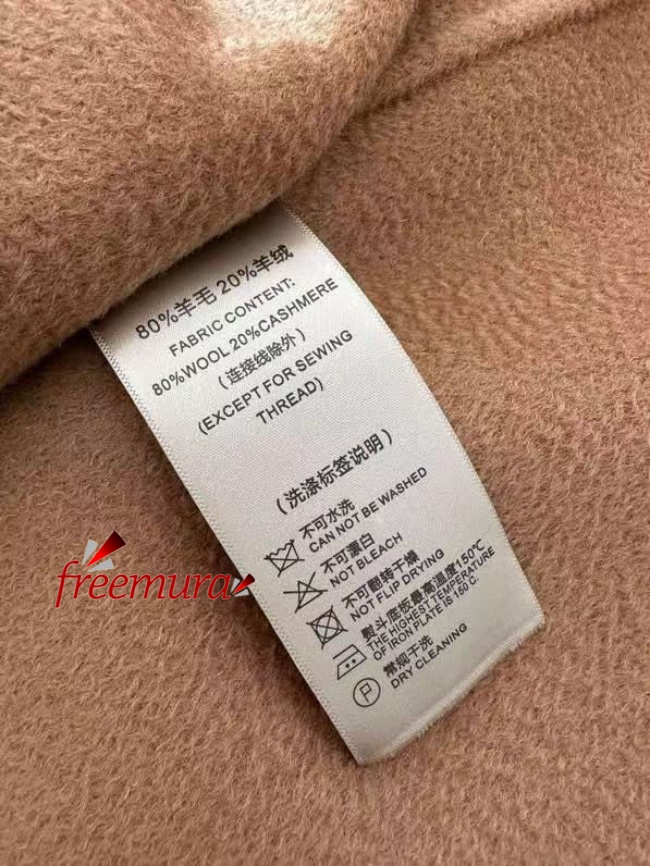 80%羊毛 20%羊绒
FABRIC CONTENT:
80%WOOL 20%CASHMERE
(连接线除外)
(EXCEPT FOR SEWING
THREAD)
(洗涤标签说明)
不可水洗
CAN NOT BE WASHED
不可漂白
NOT BLEACH
不可翻转干燥
NOT FLIP DRYING
熨斗底板最高温度150℃
THE HIGHEST TEMPERATURE
OF IRON PLATE IS 150℃.
常规干洗
P
DRY CLEANING
freemura